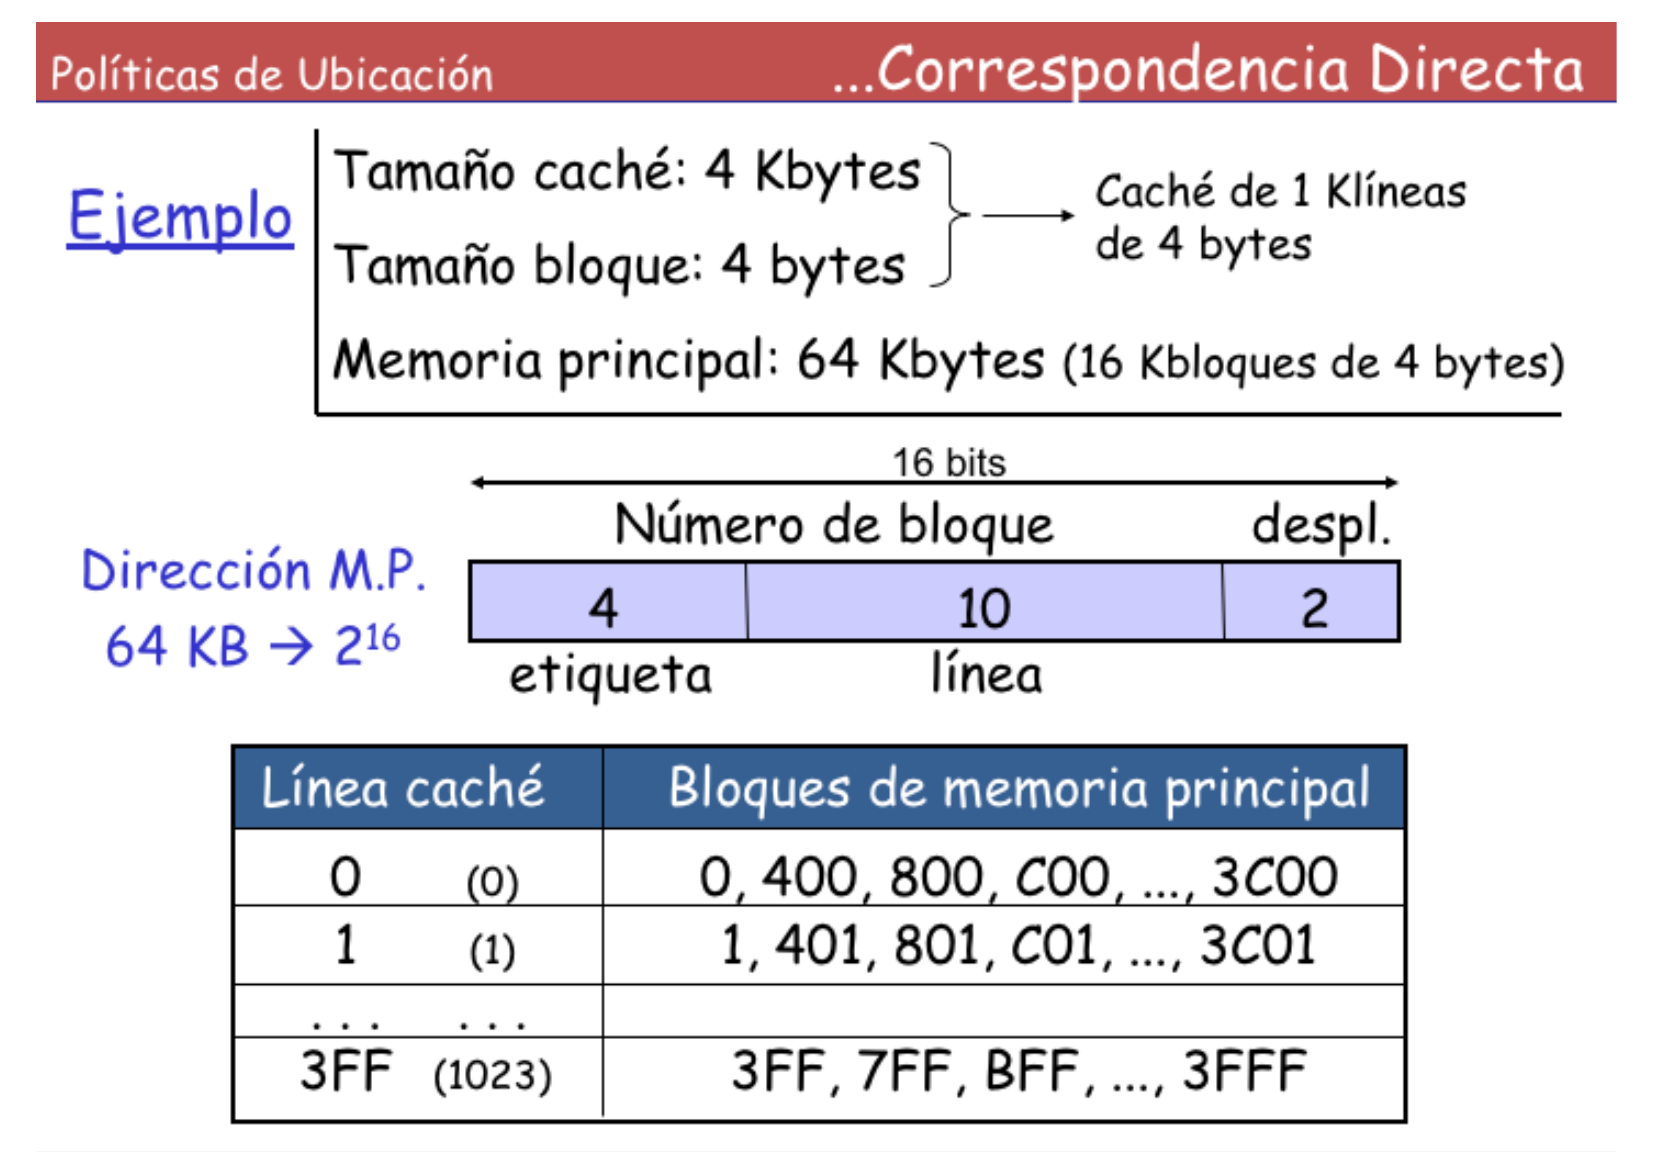 Políticas de Ubicación ...Correspondencia Directa
Ejemplo
Tamaño caché: 4 Kbytes
Tamaño bloque: 4 bytes
Caché de 1 Klíneas
de 4 bytes
Memoria principal: 64 Kbytes (16 Kbloques de 4 bytes)
16 bits
Número de bloque despl.
Dirección M.P.
64 KB → 2¹⁶
4 10 2
etiqueta línea
Línea caché Bloques de memoria principal
0 (0) 0, 400, 800, C00, ..., 3C00
1 (1) 1, 401, 801, C01, ..., 3C01
. . . . . .
3FF (1023) 3FF, 7FF, BFF, ..., 3FFF